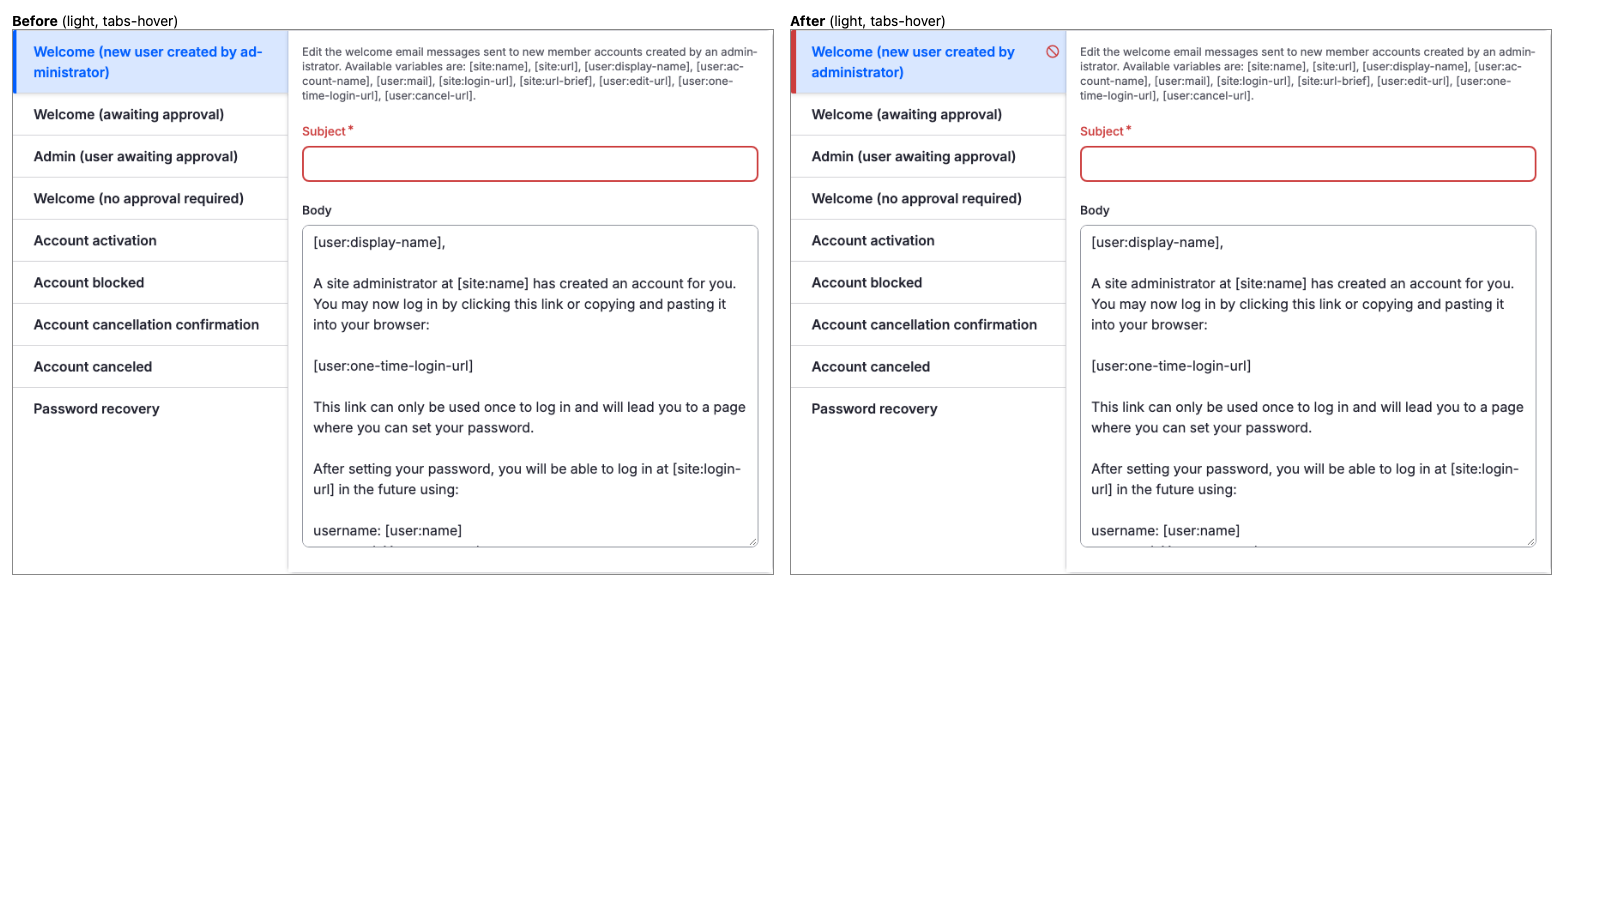 Before (light, tabs-hover)
Welcome (new user created by ad-
ministrator)
Welcome (awaiting approval)
Admin (user awaiting approval)
Welcome (no approval required)
Account activation
Account blocked
Account cancellation confirmation
Account canceled
Password recovery
Edit the welcome email messages sent to new member accounts created by an admin-
istrator. Available variables are: [site:name], [site:url], [user:display-name], [user:ac-
count-name], [user:mail], [site:login-url], [site:url-brief], [user:edit-url], [user:one-
time-login-url], [user:cancel-url].
Subject*
Body
[user:display-name],
A site administrator at [site:name] has created an account for you.
You may now log in by clicking this link or copying and pasting it
into your browser:
[user:one-time-login-url]
This link can only be used once to log in and will lead you to a page
where you can set your password.
After setting your password, you will be able to log in at [site:login-
url] in the future using:
username: [user:name]
After (light, tabs-hover)
Welcome (new user created by
administrator)
Welcome (awaiting approval)
Admin (user awaiting approval)
Welcome (no approval required)
Account activation
Account blocked
Account cancellation confirmation
Account canceled
Password recovery
Edit the welcome email messages sent to new member accounts created by an admin-
istrator. Available variables are: [site:name], [site:url], [user:display-name], [user:ac-
count-name], [user:mail], [site:login-url], [site:url-brief], [user:edit-url], [user:one-
time-login-url], [user:cancel-url].
Subject*
Body
[user:display-name],
A site administrator at [site:name] has created an account for you.
You may now log in by clicking this link or copying and pasting it
into your browser:
[user:one-time-login-url]
This link can only be used once to log in and will lead you to a page
where you can set your password.
After setting your password, you will be able to log in at [site:login-
url] in the future using:
username: [user:name]